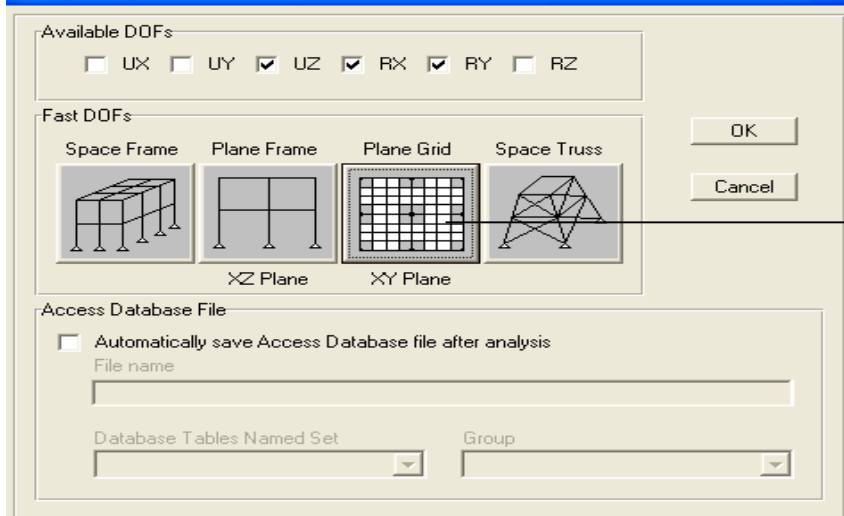 Available DOFs
UX UY UZ RX RY RZ
Fast DOFs
Space Frame Plane Frame Plane Grid Space Truss
OK
Cancel
XZ Plane XY Plane
Access Database File
Automatically save Access Database file after analysis
File name
Database Tables Named Set Group